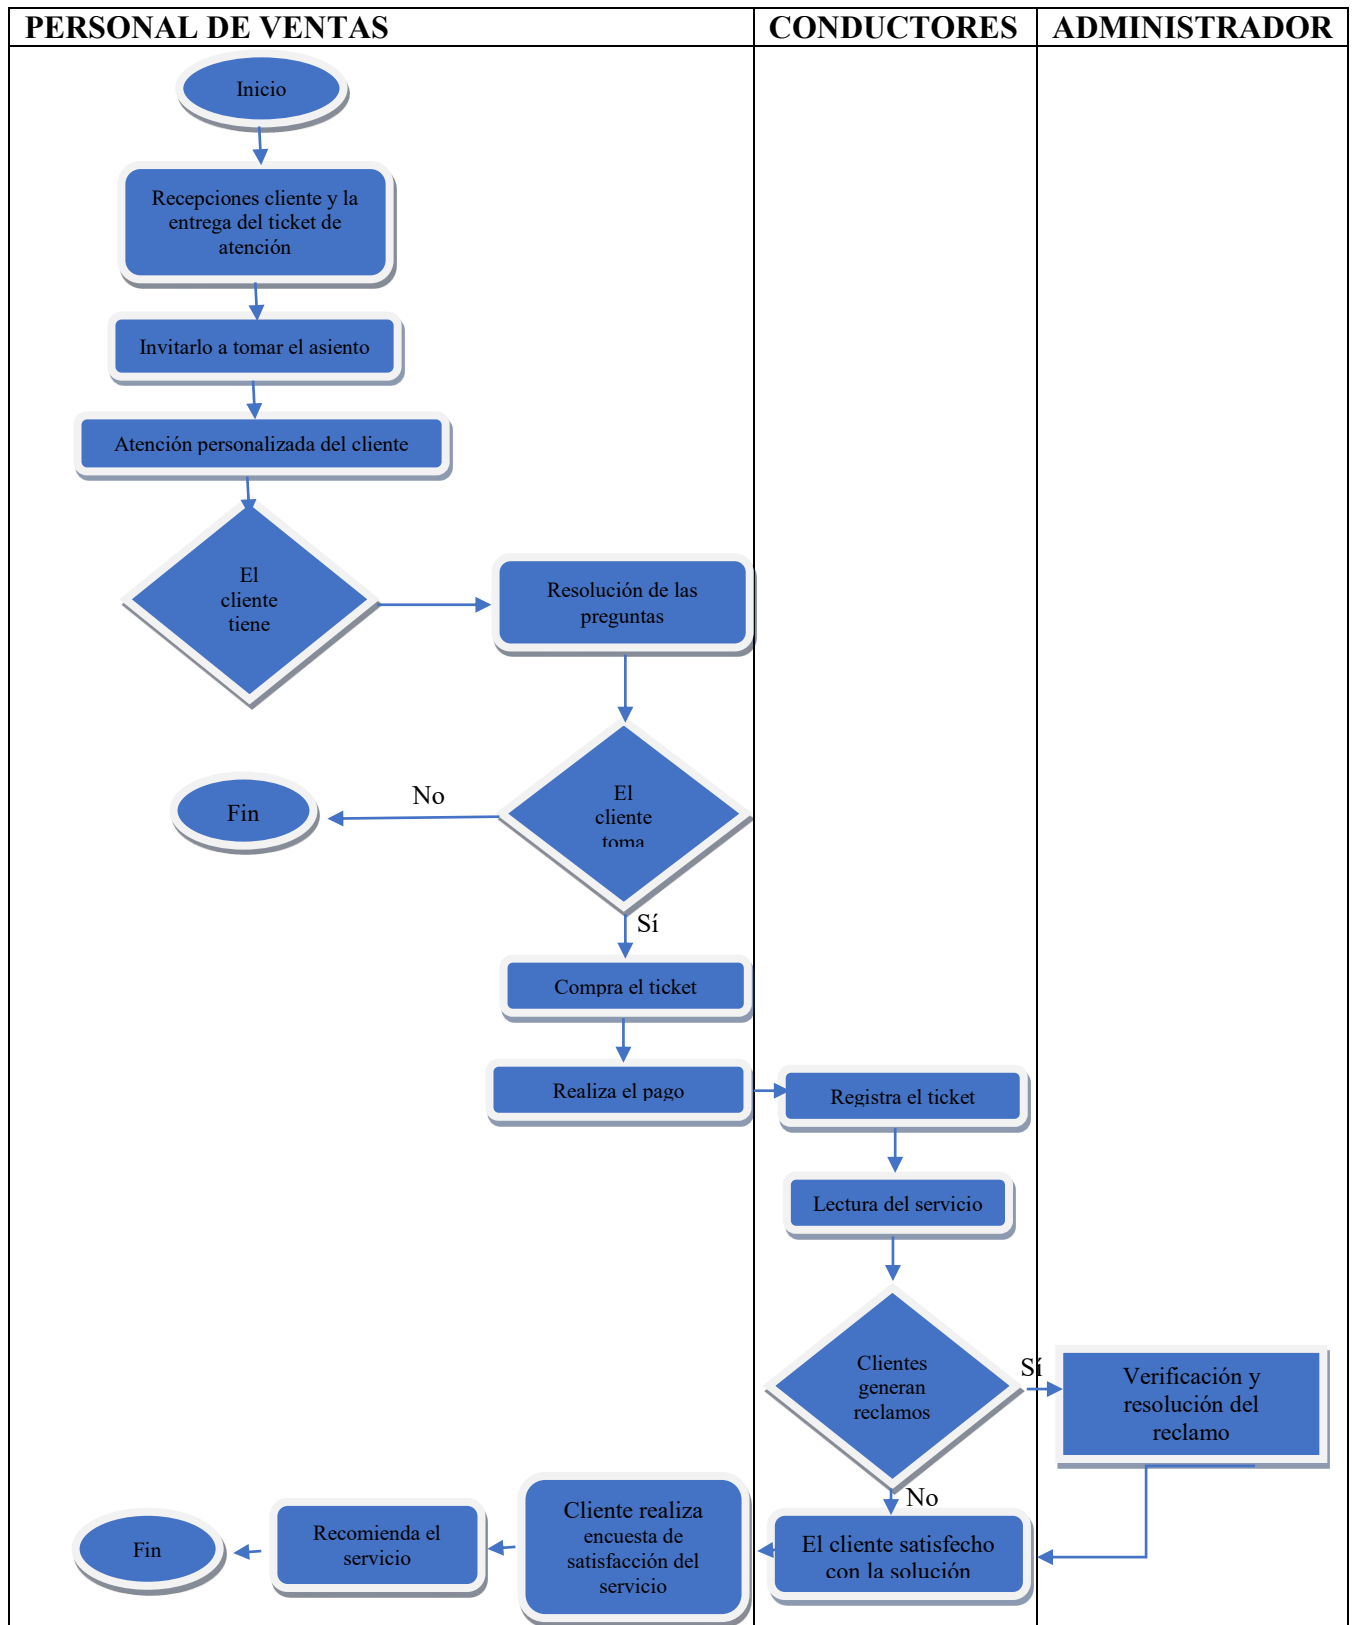 PERSONAL DE VENTAS
CONDUCTORES
ADMINISTRADOR
Inicio
Recepciones cliente y la
entrega del ticket de
atención
Invitarlo a tomar el asiento
Atención personalizada del cliente
El
cliente
tiene
Resolución de las
preguntas
El
cliente
toma
No
Fin
Sí
Compra el ticket
Realiza el pago
Registra el ticket
Lectura del servicio
Clientes
generan
reclamos
Sí
Verificación y
resolución del
reclamo
No
El cliente satisfecho
con la solución
Cliente realiza
encuesta de
satisfacción del
servicio
Recomienda el
servicio
Fin